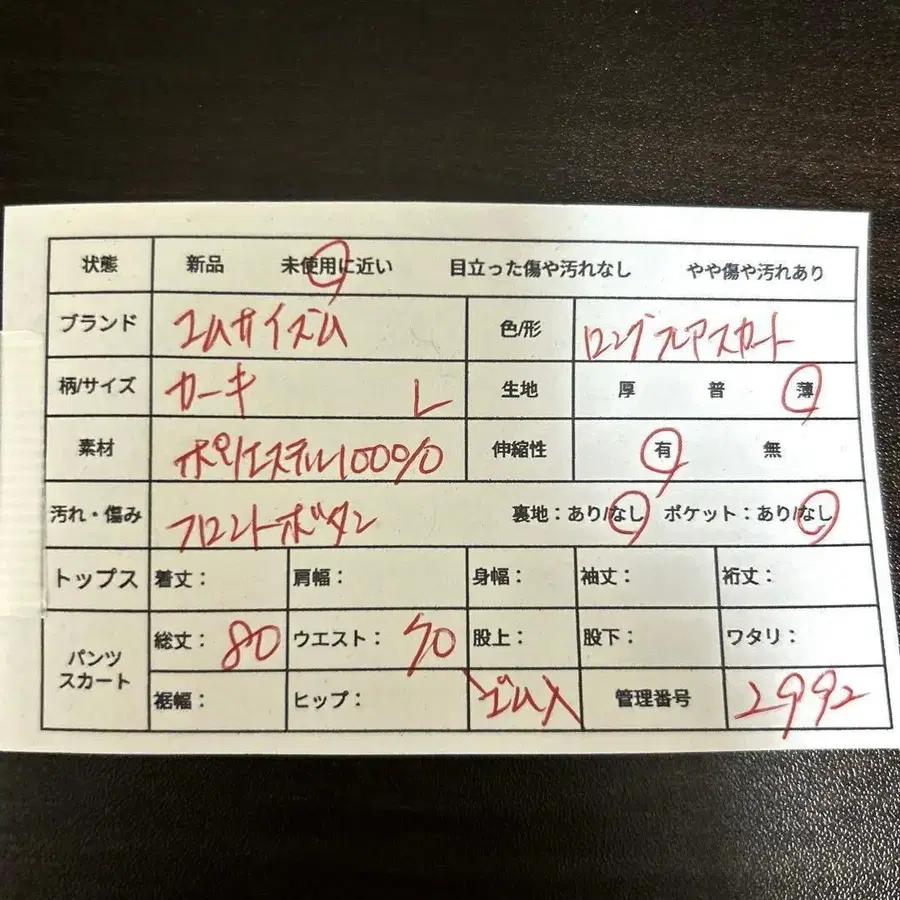 状態 新品 未使用に近い 目立った傷や汚れなし やや傷や汚れあり
ブランド コムサイズム 色/形 ロングフレアスカート
柄/サイズ カーキ L 生地 厚 普 薄
素材 ポリエステル100% 伸縮性 有 無
汚れ・傷み フロントボタン 裏地:あり/なし ポケット:あり/なし
トップス 着丈: 肩幅: 身幅: 袖丈: 裄丈:
パンツ スカート 総丈: 80 ウエスト: 70 股上: 股下: ワタリ:
裾幅: ヒップ: ゴム入 管理番号 2992